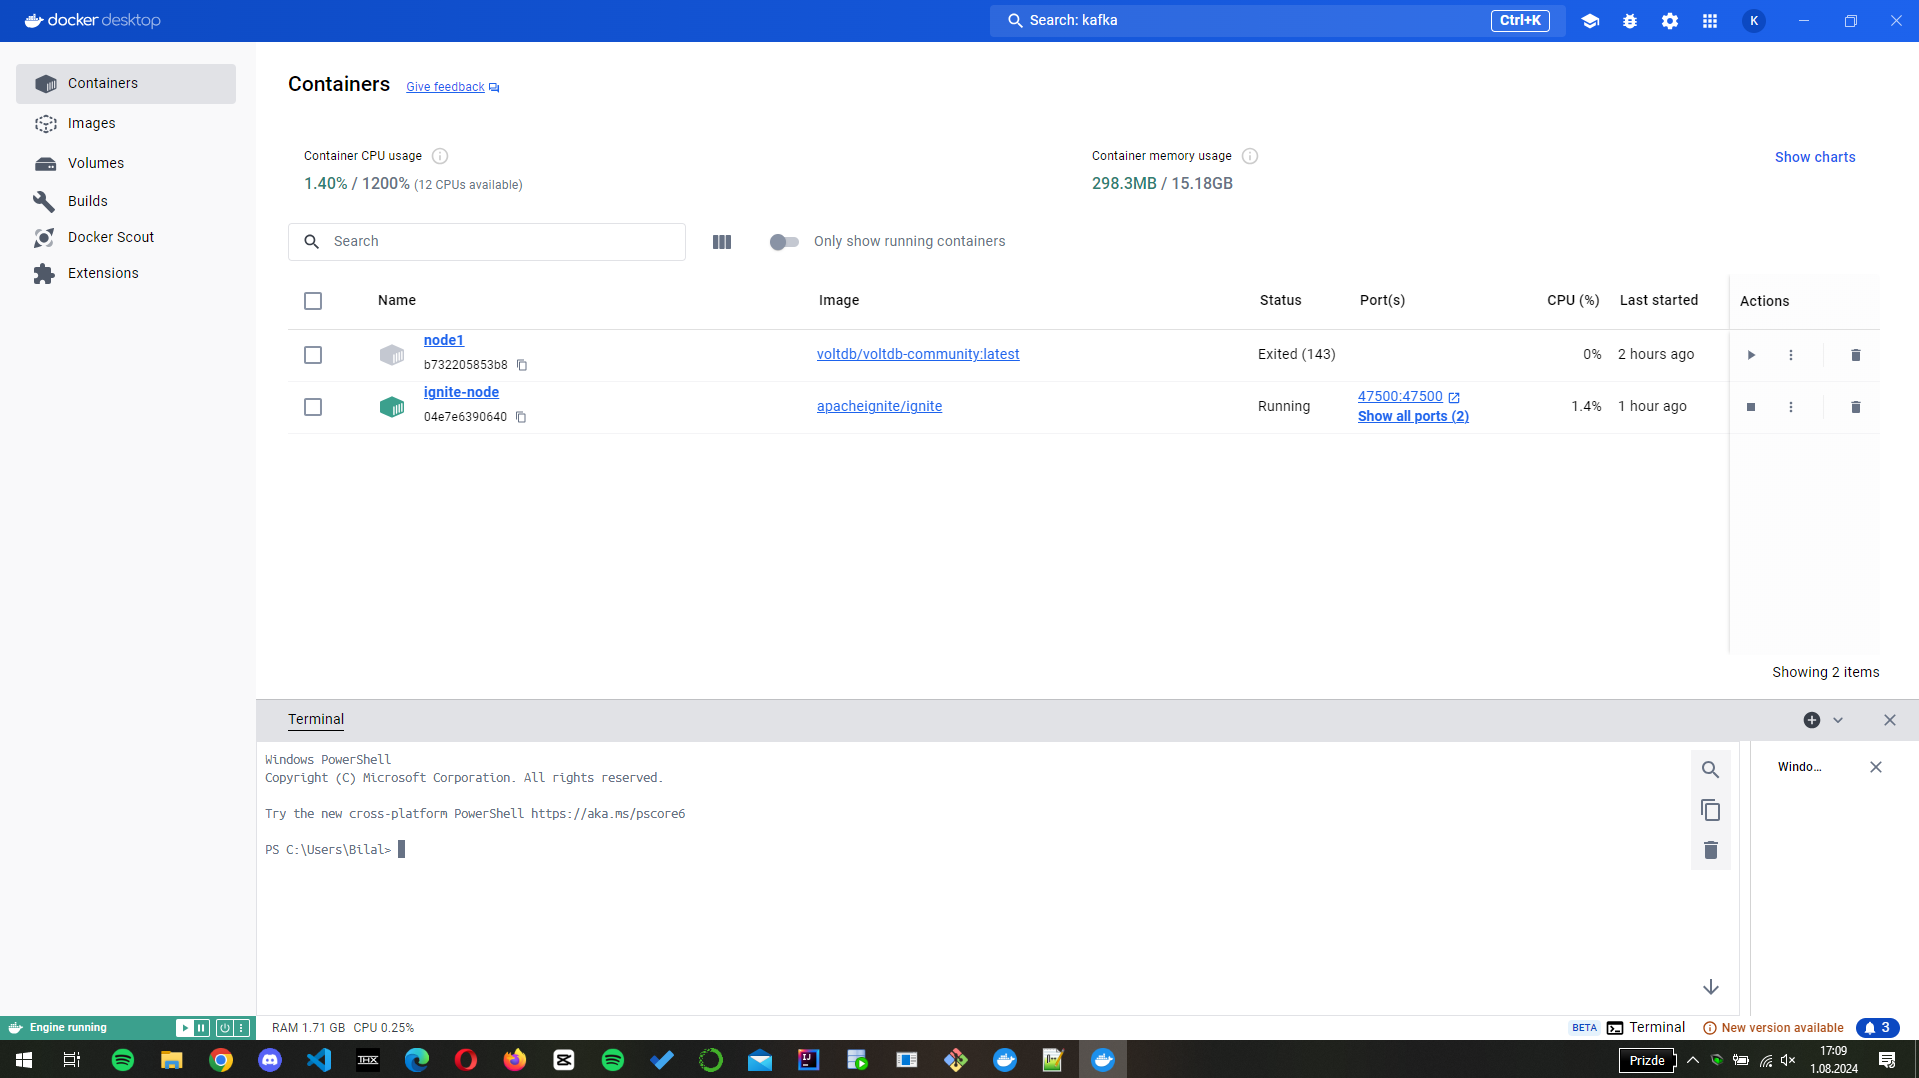 docker desktop
Search: kafka
Ctrl+K
K
Containers
Images
Volumes
Builds
Docker Scout
Extensions
Containers
Give feedback
Container CPU usage
1.40% / 1200% (12 CPUs available)
Container memory usage
298.3MB / 15.18GB
Show charts
Search
Only show running containers
Name
Image
Status
Port(s)
CPU (%)
Last started
Actions
node1
b732205853b8
voltdb/voltdb-community:latest
Exited (143)
0%
2 hours ago
ignite-node
04e7e6390640
apacheignite/ignite
Running
47500:47500
Show all ports (2)
1.4%
1 hour ago
Showing 2 items
Terminal
Windows PowerShell
Copyright (C) Microsoft Corporation. All rights reserved.
Try the new cross-platform PowerShell https://aka.ms/pscore6
PS C:\Users\Bilal>
Windo...
Engine running
RAM 1.71 GB CPU 0.25%
BETA
Terminal
New version available
3
THX
IJ
Prizde
17:09
1.08.2024